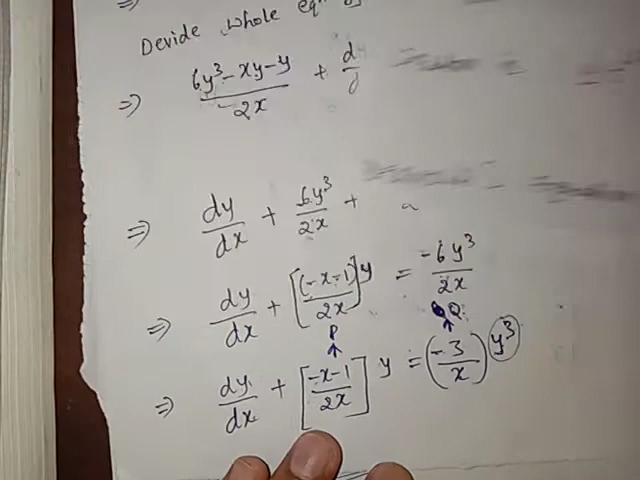 ⇒
Devide whole eqn
⇒ 6y³-xy-y/2x + d
⇒ dy/dx + 6y³/2x +
⇒ dy/dx + [(-x-1)/2x]y = -6y³/2x
P Q
⇒ dy/dx + [-x-1/2x] y = (-3/x) y³